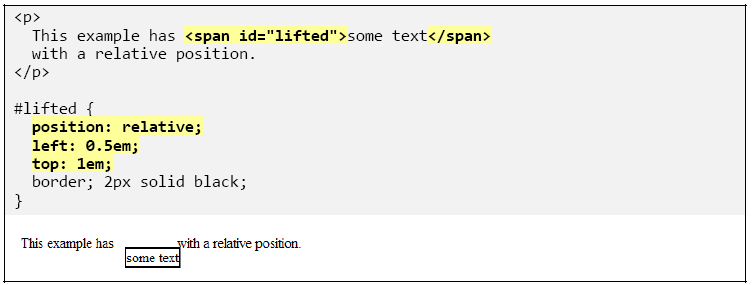 <p>
  This example has <span id="lifted">some text</span>
  with a relative position.
</p>

#lifted {
  position: relative;
  left: 0.5em;
  top: 1em;
  border; 2px solid black;
}
This example has with a relative position.
some text